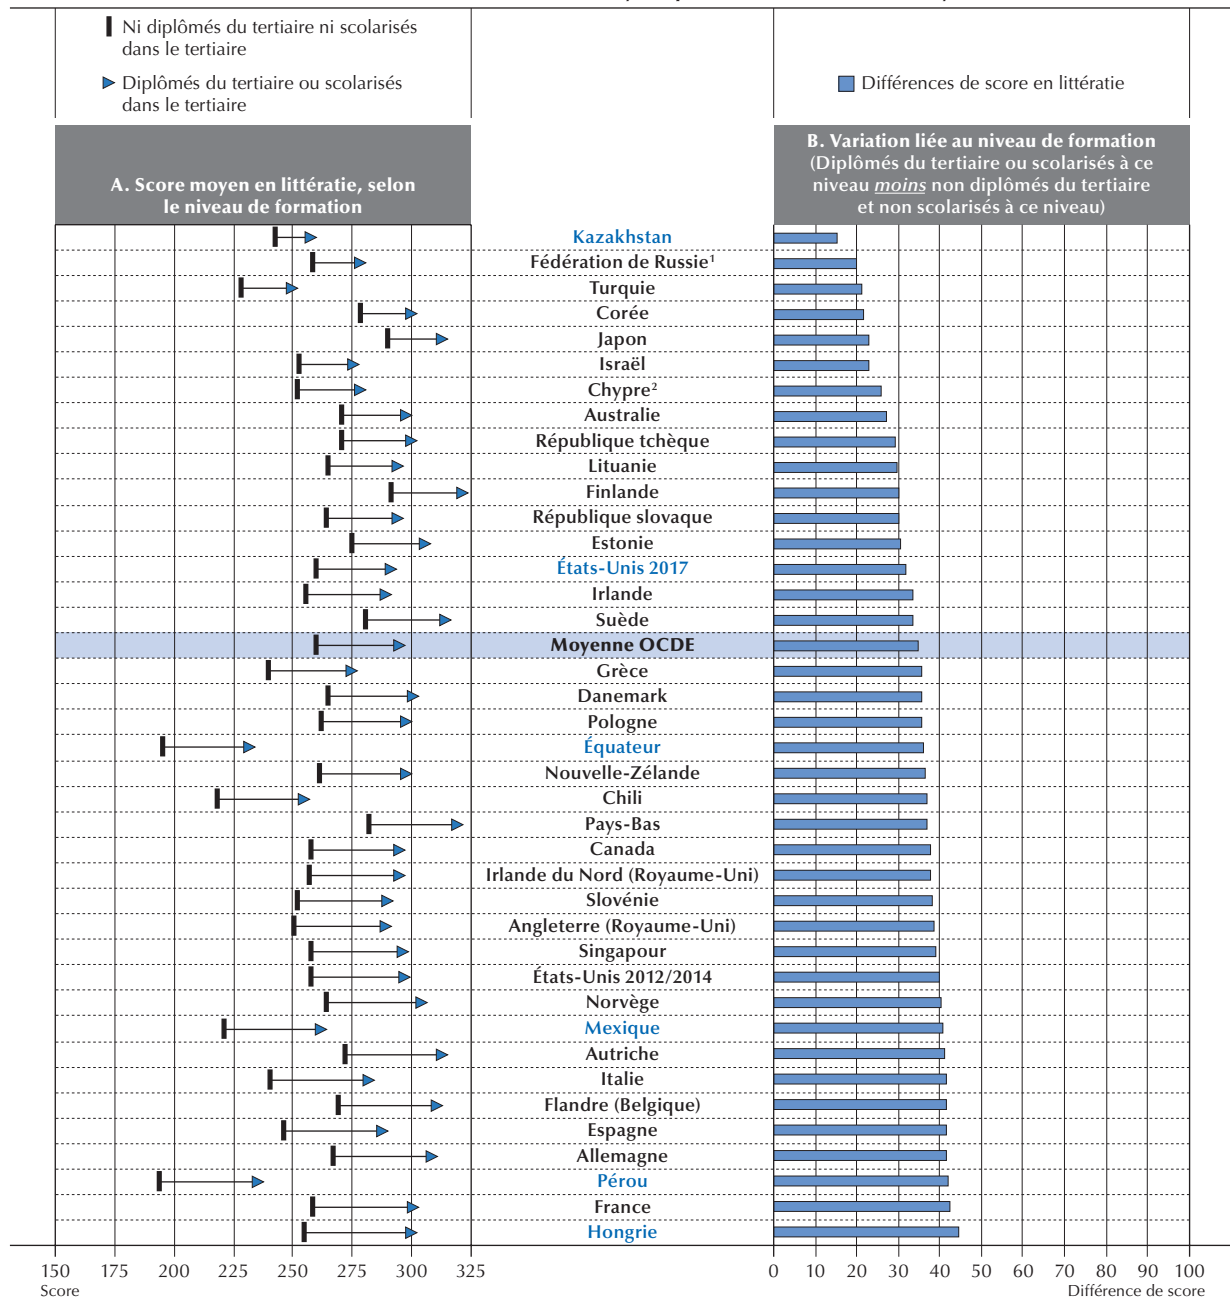 Ni diplômés du tertiaire ni scolarisés
dans le tertiaire
Diplômés du tertiaire ou scolarisés
dans le tertiaire
Différences de score en littératie
A. Score moyen en littératie, selon
le niveau de formation
B. Variation liée au niveau de formation
(Diplômés du tertiaire ou scolarisés à ce
niveau moins non diplômés du tertiaire
et non scolarisés à ce niveau)
Kazakhstan
Fédération de Russie¹
Turquie
Corée
Japon
Israël
Chypre²
Australie
République tchèque
Lituanie
Finlande
République slovaque
Estonie
États-Unis 2017
Irlande
Suède
Moyenne OCDE
Grèce
Danemark
Pologne
Équateur
Nouvelle-Zélande
Chili
Pays-Bas
Canada
Irlande du Nord (Royaume-Uni)
Slovénie
Angleterre (Royaume-Uni)
Singapour
États-Unis 2012/2014
Norvège
Mexique
Autriche
Italie
Flandre (Belgique)
Espagne
Allemagne
Pérou
France
Hongrie
150 175 200 225 250 275 300 325
Score
0 10 20 30 40 50 60 70 80 90 100
Différence de score